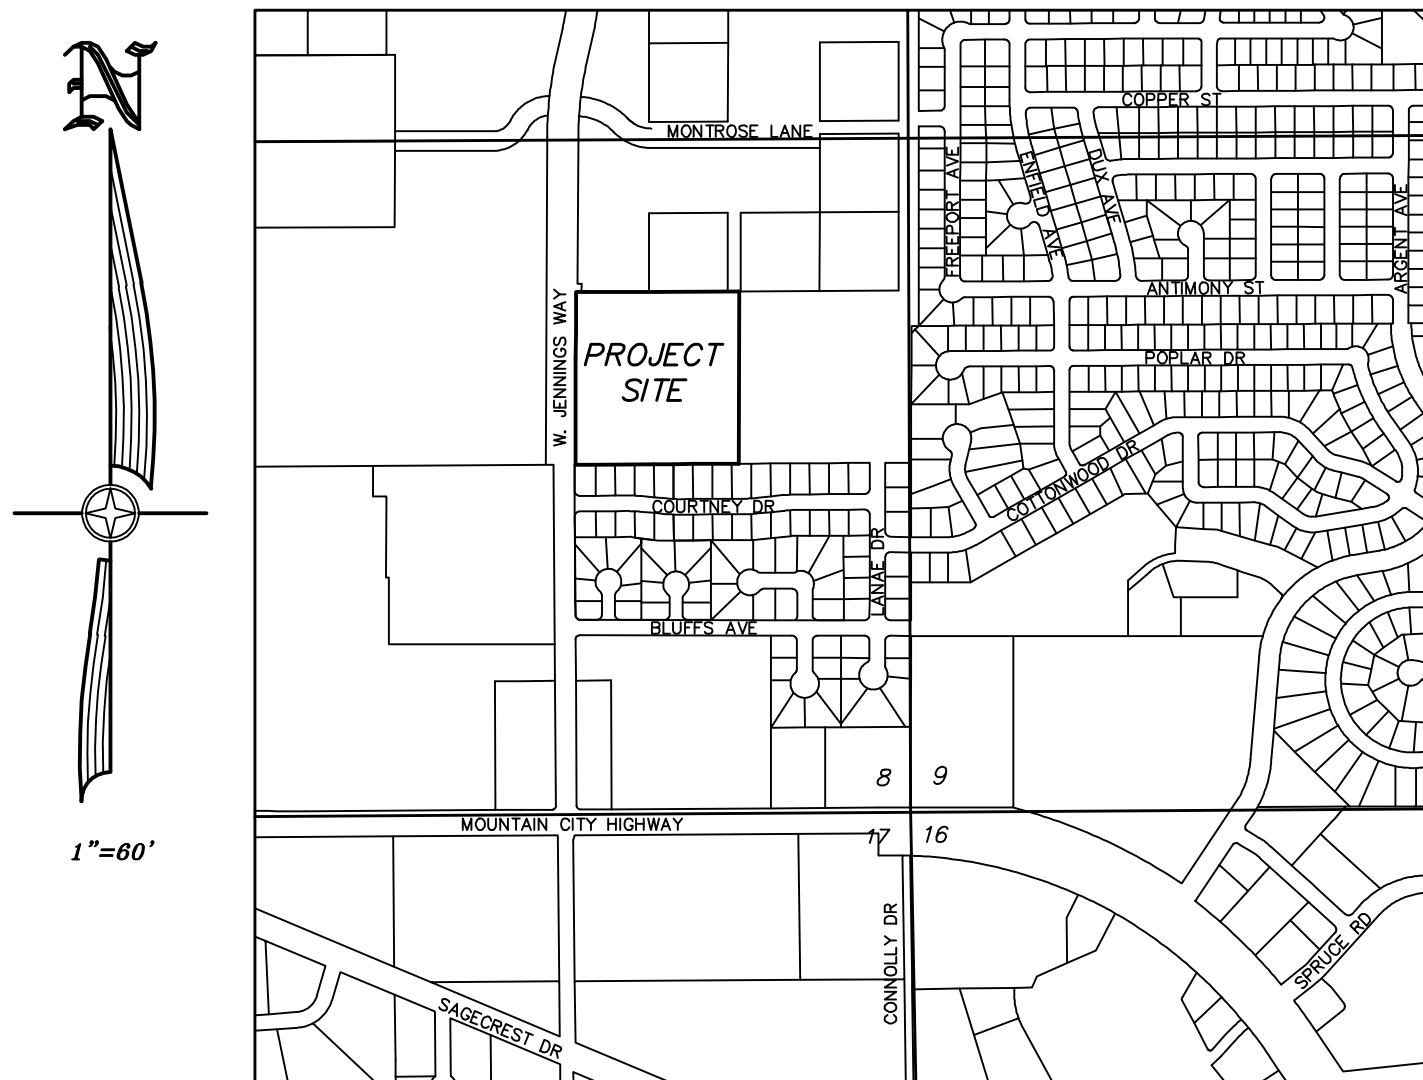 N
COPPER ST
MONTROSE LANE
FREEPORT AVE
ENFIELD AVE
DUX AVE
ARGENT AVE
ANTIMONY ST
W. JENNINGS WAY
PROJECT
SITE
POPLAR DR
COTTONWOOD DR
COURTNEY DR
LANAE DR
BLUFFS AVE
8
9
MOUNTAIN CITY HIGHWAY
17
16
1"=60'
CONNOLLY DR
SPRUCE RD
SAGECREST DR